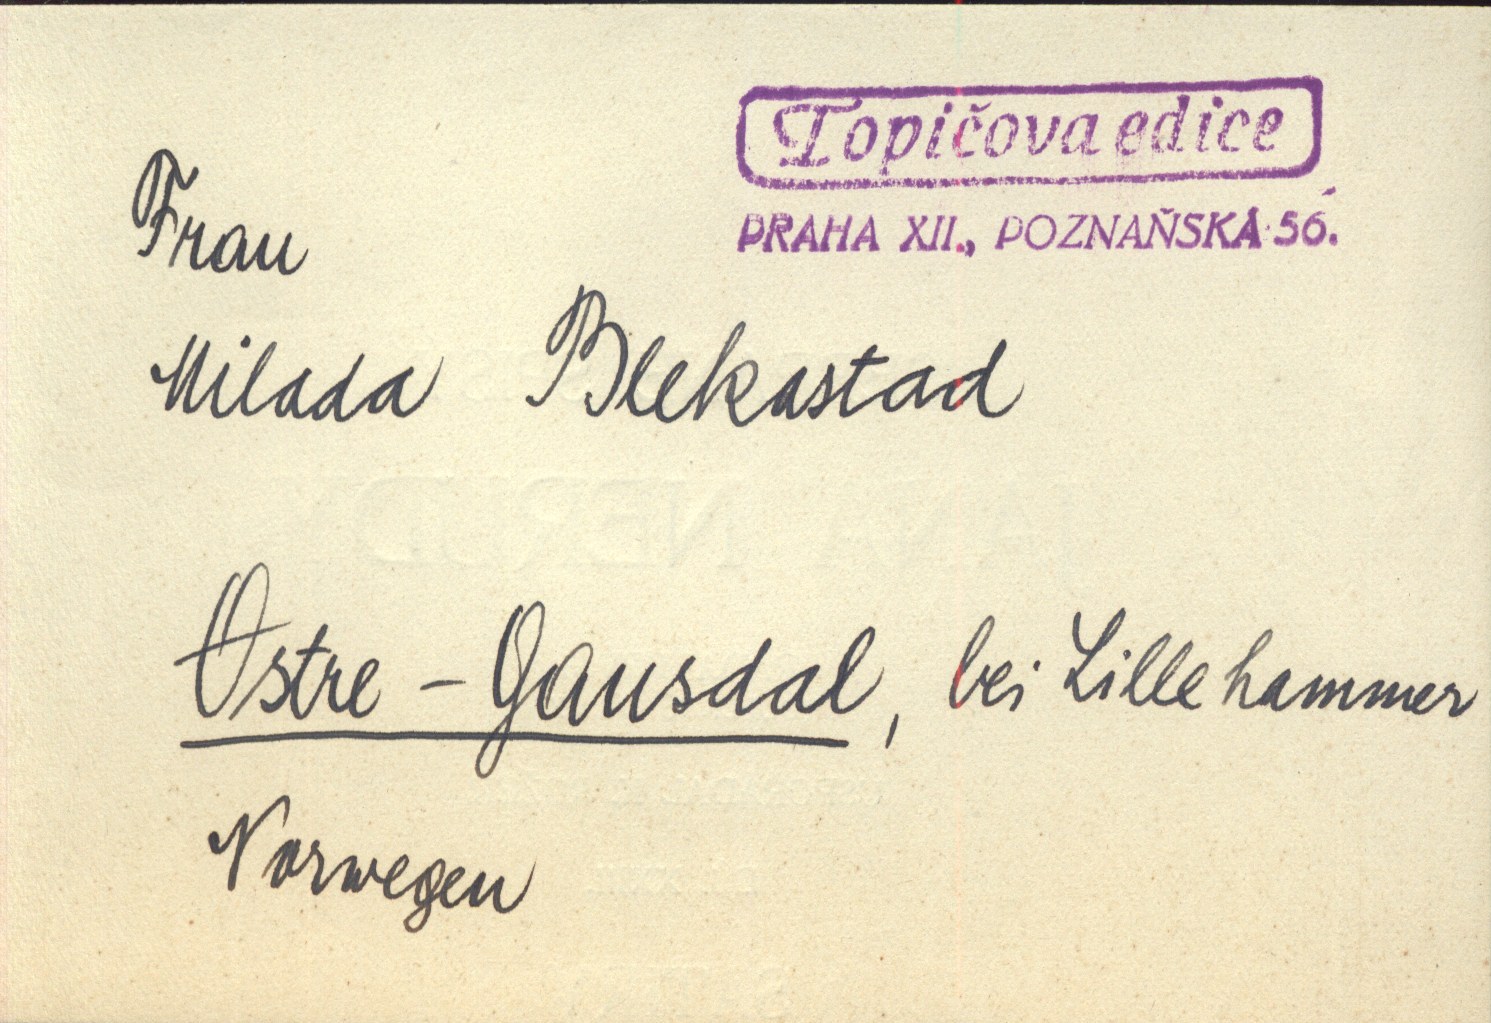 Topičova edice
PRAHA XII., POZNAŇSKÁ 56.
Frau
Milada Blekastad
Østre - Gausdal, bei Lillehammer
Norwegen